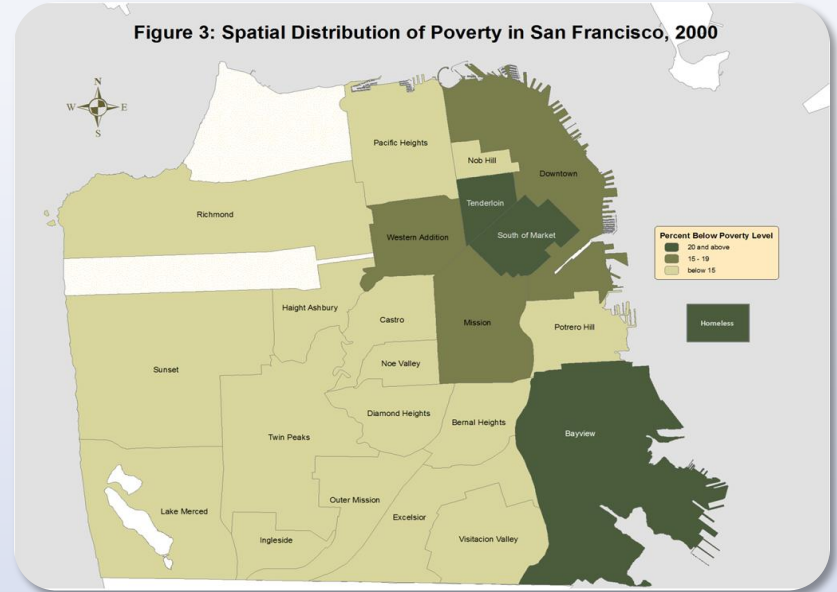 Figure 3: Spatial Distribution of Poverty in San Francisco, 2000
N
W E
S
Pacific Heights
Nob Hill
Downtown
Tenderloin
Richmond
South of Market
Western Addition
Percent Below Poverty Level
20 and above
15 - 19
below 15
Haight Ashbury
Castro
Mission
Potrero Hill
Homeless
Noe Valley
Sunset
Diamond Heights
Bernal Heights
Bayview
Twin Peaks
Outer Mission
Lake Merced
Excelsior
Ingleside
Visitacion Valley